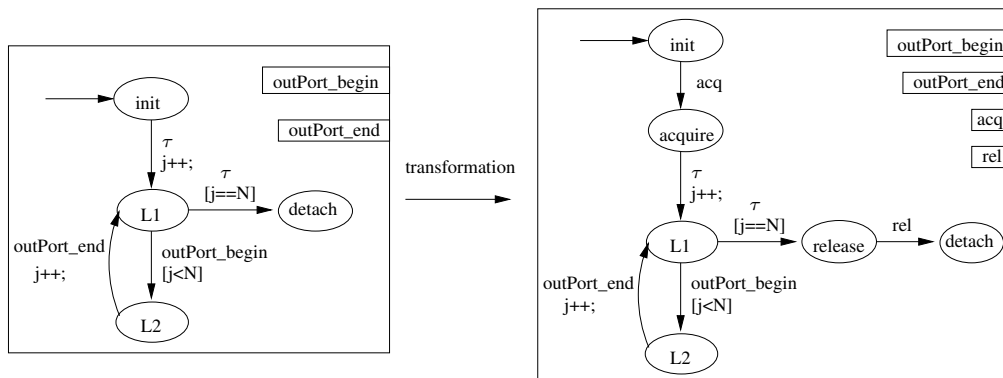 outPort_begin
init
outPort_end
τ
j++;
τ
[j==N]
L1
detach
outPort_end
j++;
outPort_begin
[j<N]
L2
transformation
init
outPort_begin
outPort_end
acq
acq
rel
acquire
τ
j++;
τ
[j==N]
L1
release
rel
detach
outPort_end
j++;
outPort_begin
[j<N]
L2